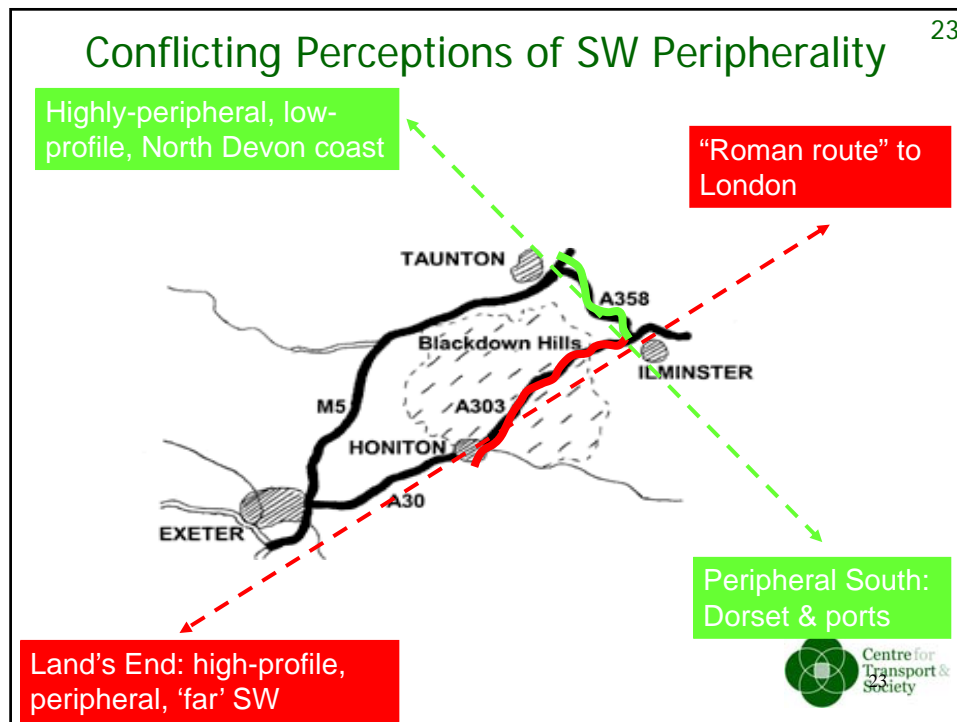 23
Conflicting Perceptions of SW Peripherality
Highly-peripheral, low-
profile, North Devon coast
“Roman route” to
London
TAUNTON
A358
Blackdown Hills
ILMINSTER
M5
A303
HONITON
A30
EXETER
Peripheral South:
Dorset & ports
Land’s End: high-profile,
peripheral, ‘far’ SW
Centre for
Transport &
Society
23